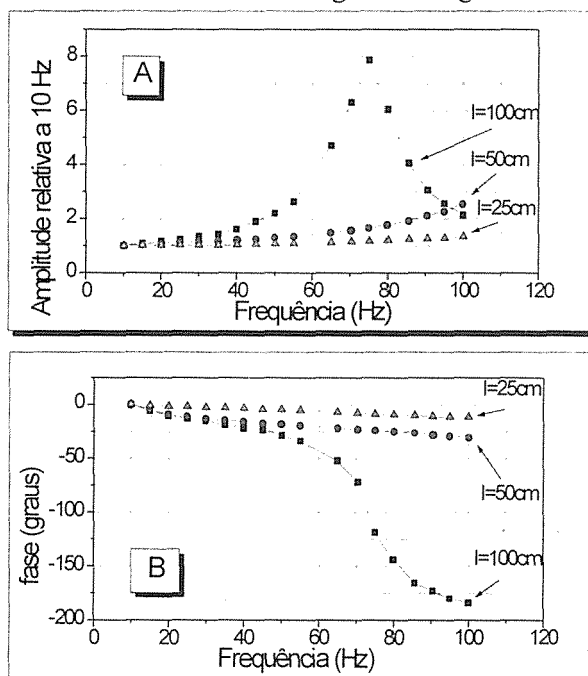 A
Amplitude relativa a 10 Hz
8
6
4
2
0
l=100cm
l=50cm
l=25cm
0 20 40 60 80 100 120
Frequência (Hz)
B
fase (graus)
0
-50
-100
-150
-200
l=25cm
l=50cm
l=100cm
0 20 40 60 80 100 120
Frequência (Hz)